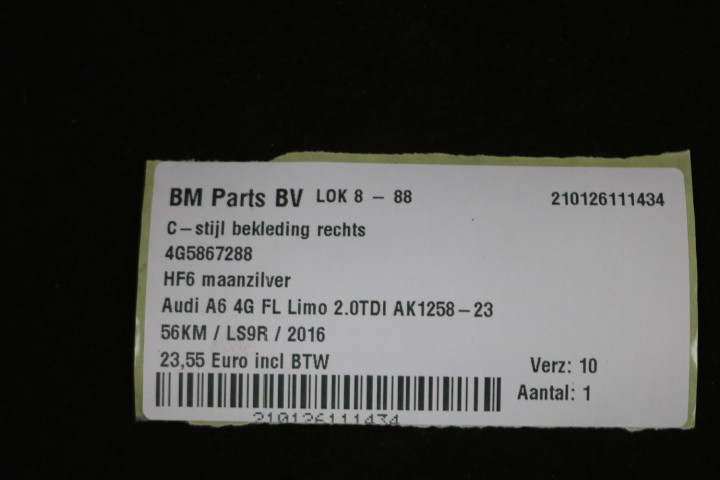 BM Parts BV LOK 8 - 88 210126111434
C-stijl bekleding rechts
4G5867288
HF6 maanzilver
Audi A6 4G FL Limo 2.0TDI AK1258-23
56KM / LS9R / 2016
23,55 Euro incl BTW Verz: 10
Aantal: 1
210126111434